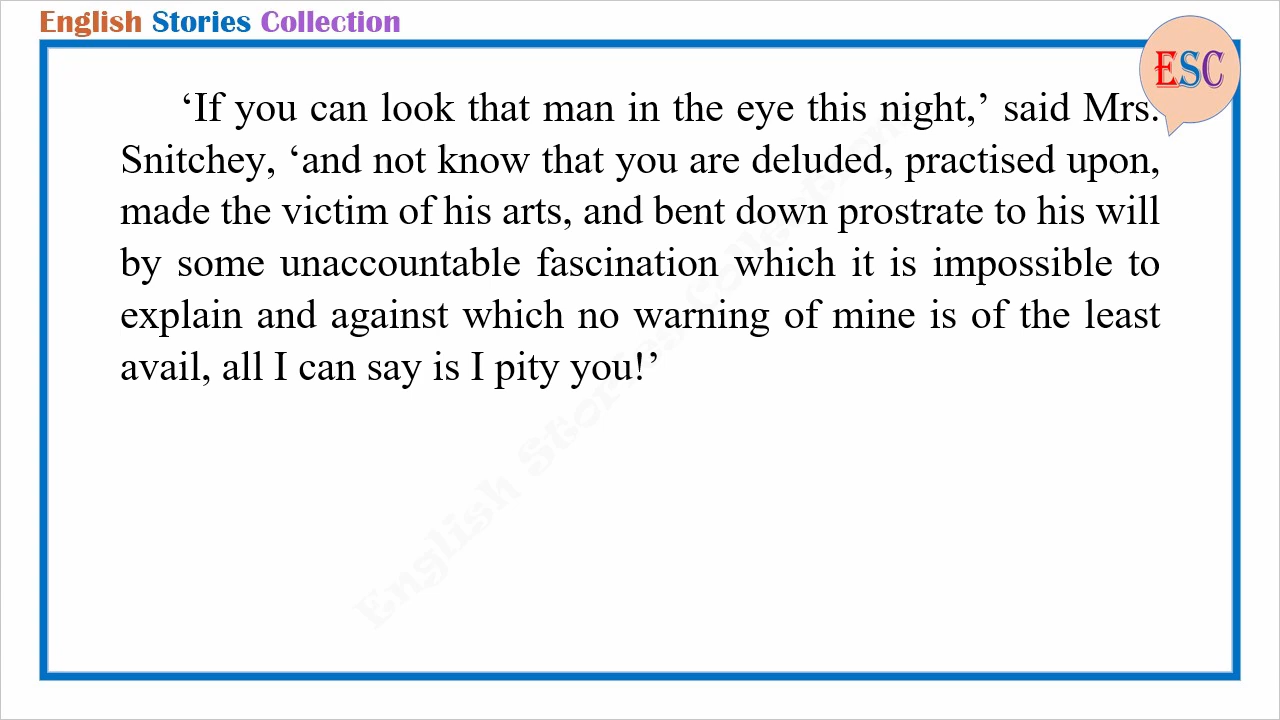 English Stories Collection
ESC
‘If you can look that man in the eye this night,’ said Mrs.
Snitchey, ‘and not know that you are deluded, practised upon,
made the victim of his arts, and bent down prostrate to his will
by some unaccountable fascination which it is impossible to
explain and against which no warning of mine is of the least
avail, all I can say is I pity you!’
English Stories Collection